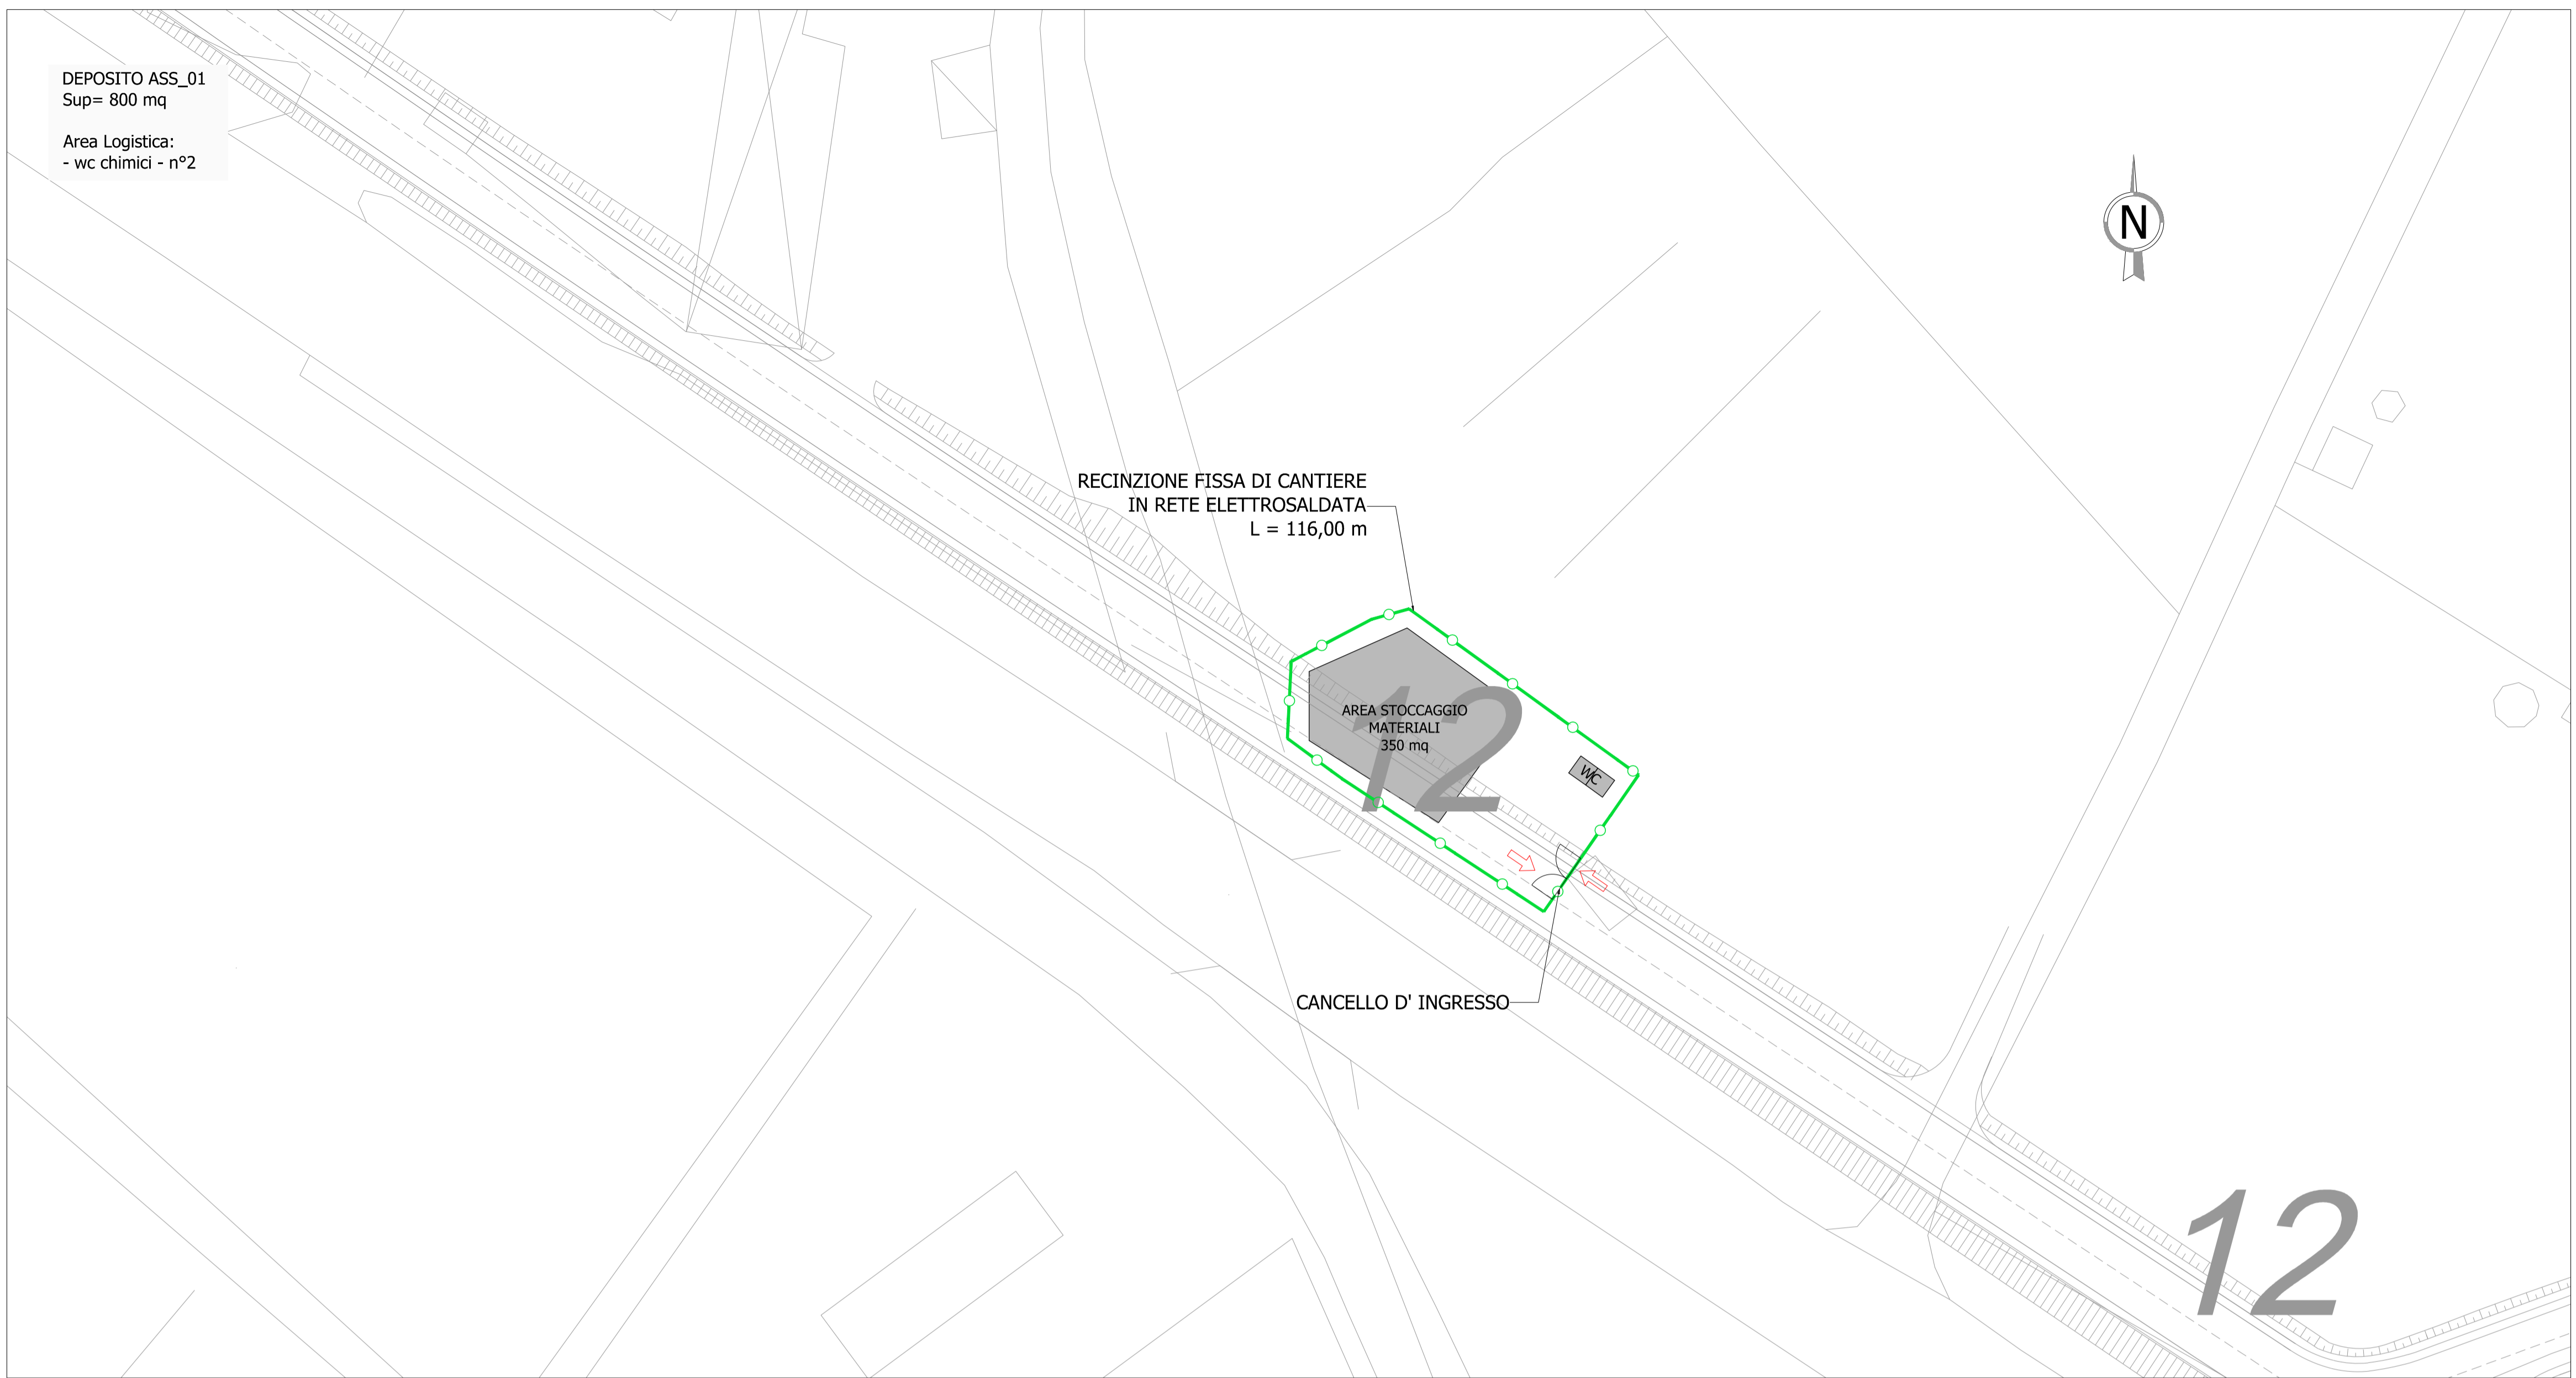 DEPOSITO ASS_01
Sup= 800 mq
Area Logistica:
- wc chimici - n°2
N
RECINZIONE FISSA DI CANTIERE
IN RETE ELETTROSALDATA
L = 116,00 m
12
AREA STOCCAGGIO
MATERIALI
350 mq
WC
CANCELLO D' INGRESSO
12